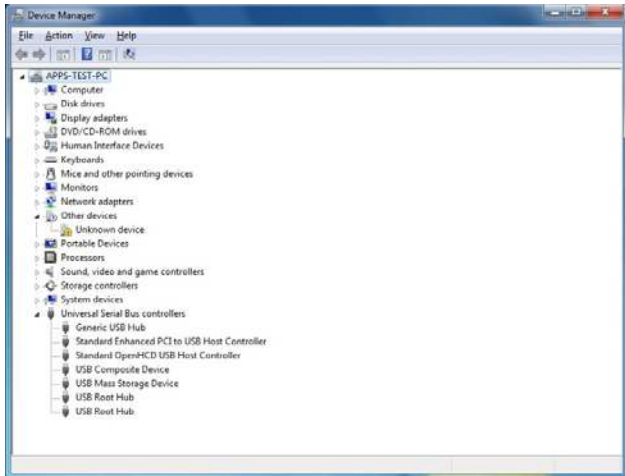 Device Manager
File Action View Help
APPS-TEST-PC
Computer
Disk drives
Display adapters
DVD/CD-ROM drives
Human Interface Devices
Keyboards
Mice and other pointing devices
Monitors
Network adapters
Other devices
Unknown device
Portable Devices
Processors
Sound, video and game controllers
Storage controllers
System devices
Universal Serial Bus controllers
Generic USB Hub
Standard Enhanced PCI to USB Host Controller
Standard OpenHCD USB Host Controller
USB Composite Device
USB Mass Storage Device
USB Root Hub
USB Root Hub